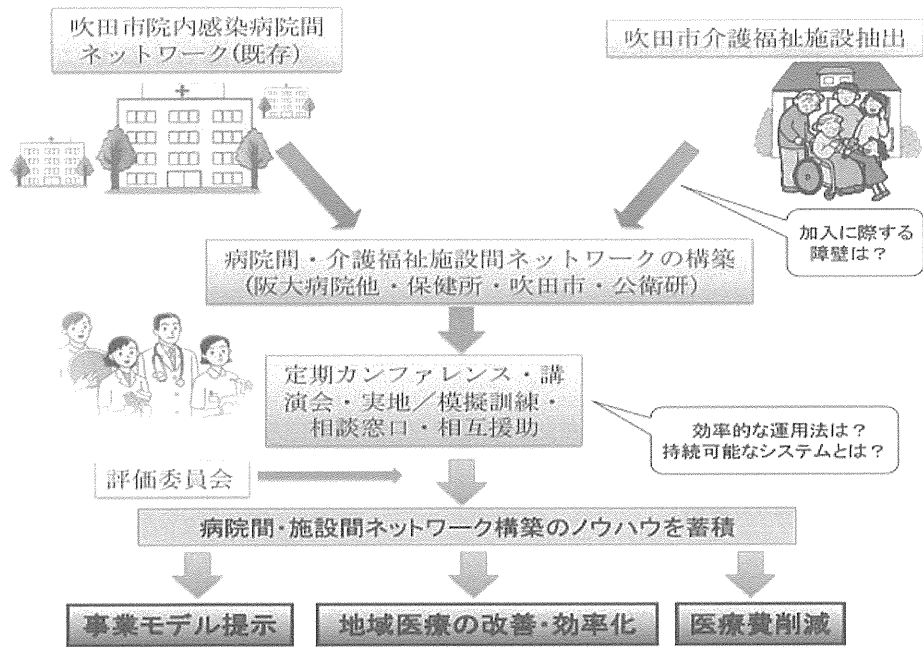 吹田市院内感染病院間
ネットワーク(既存)
吹田市介護福祉施設抽出
加入に際する
障壁は?
病院間・介護福祉施設間ネットワークの構築
(阪大病院他・保健所・吹田市・公衛研)
定期カンファレンス・講
演会・実地／模擬訓練・
相談窓口・相互援助
効率的な運用法は?
持続可能なシステムとは?
評価委員会
病院間・施設間ネットワーク構築のノウハウを蓄積
事業モデル提示
地域医療の改善・効率化
医療費削減